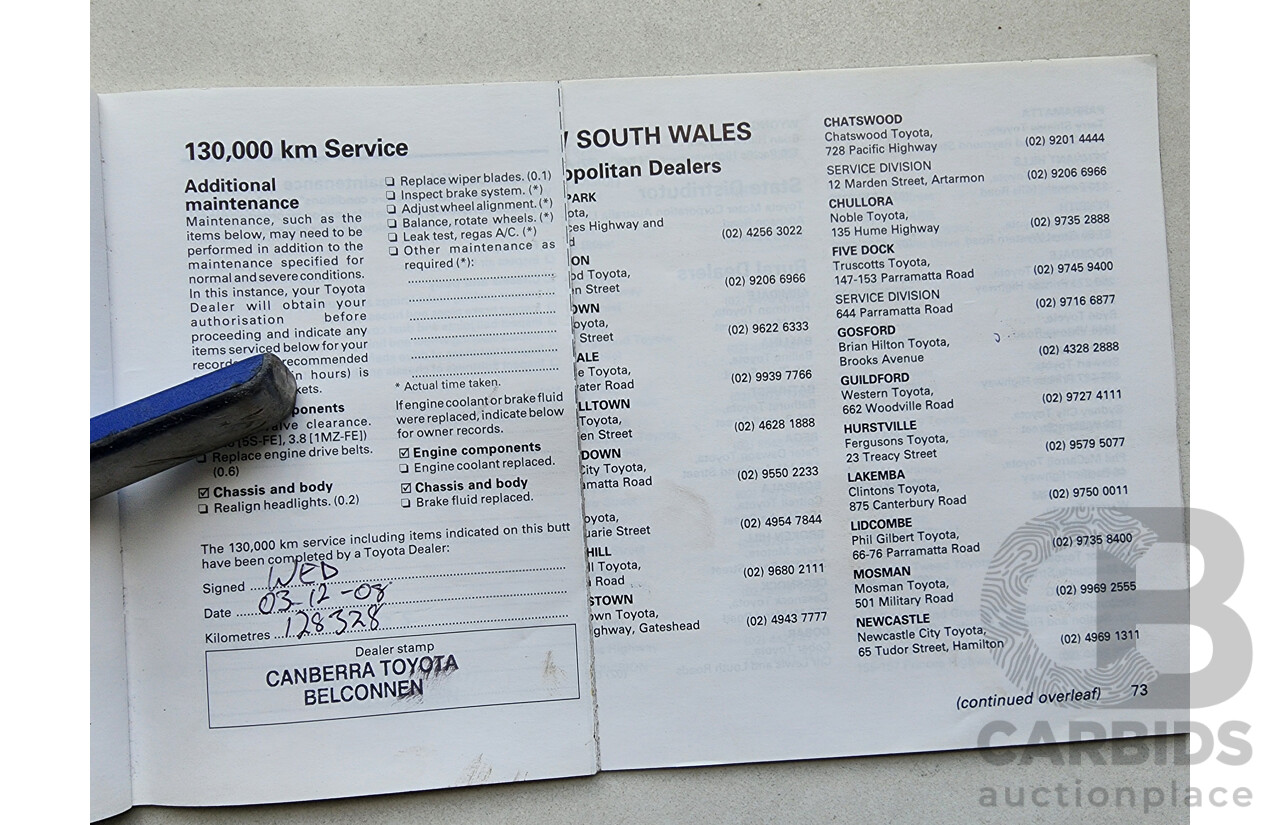 130,000 km Service
Additional
maintenance
Maintenance, such as the
items below, may need to be
performed in addition to the
maintenance specified for
normal and severe conditions.
In this instance, your Toyota
Dealer will obtain your
authorisation before
proceeding and indicate any
items serviced below for your
recommended
hours) is
clearance.
[5S-FE], 3.8 [1MZ-FE])
❏ Replace engine drive belts.
(0.6)
☑ Chassis and body
❏ Realign headlights. (0.2)
❏ Replace wiper blades. (0.1)
❏ Inspect brake system. (*)
❏ Adjust wheel alignment. (*)
❏ Balance, rotate wheels. (*)
❏ Leak test, regas A/C. (*)
❏ Other maintenance as
required (*):
* Actual time taken.
If engine coolant or brake fluid
were replaced, indicate below
for owner records.
☑ Engine components
❏ Engine coolant replaced.
☑ Chassis and body
❏ Brake fluid replaced.
The 130,000 km service including items indicated on this butt
have been completed by a Toyota Dealer:
Signed WED
Date 03-12-08
Kilometres 128328
Dealer stamp
CANBERRA TOYOTA
BELCONNEN
SOUTH WALES
opolitan Dealers
PARK
ota,
ces Highway and
d
(02) 4256 3022
ON
od Toyota,
n Street
(02) 9206 6966
OWN
oyota,
Street
(02) 9622 6333
ALE
e Toyota,
ater Road
(02) 9939 7766
LLTOWN
Toyota,
en Street
(02) 4628 1888
DOWN
City Toyota,
amatta Road
(02) 9550 2233
oyota,
uarie Street
(02) 4954 7844
HILL
ll Toyota,
Road
(02) 9680 2111
STOWN
own Toyota,
ighway, Gateshead
(02) 4943 7777
CHATSWOOD
Chatswood Toyota,
728 Pacific Highway
(02) 9201 4444
SERVICE DIVISION
12 Marden Street, Artarmon
(02) 9206 6966
CHULLORA
Noble Toyota,
135 Hume Highway
(02) 9735 2888
FIVE DOCK
Truscotts Toyota,
147-153 Parramatta Road
(02) 9745 9400
SERVICE DIVISION
644 Parramatta Road
(02) 9716 6877
GOSFORD
Brian Hilton Toyota,
Brooks Avenue
(02) 4328 2888
GUILDFORD
Western Toyota,
662 Woodville Road
(02) 9727 4111
HURSTVILLE
Fergusons Toyota,
23 Treacy Street
(02) 9579 5077
LAKEMBA
Clintons Toyota,
875 Canterbury Road
(02) 9750 0011
LIDCOMBE
Phil Gilbert Toyota,
66-76 Parramatta Road
(02) 9735 8400
MOSMAN
Mosman Toyota,
501 Military Road
(02) 9969 2555
NEWCASTLE
Newcastle City Toyota,
65 Tudor Street, Hamilton
(02) 4969 1311
(continued overleaf) 73
CARBIDS
auctionplace